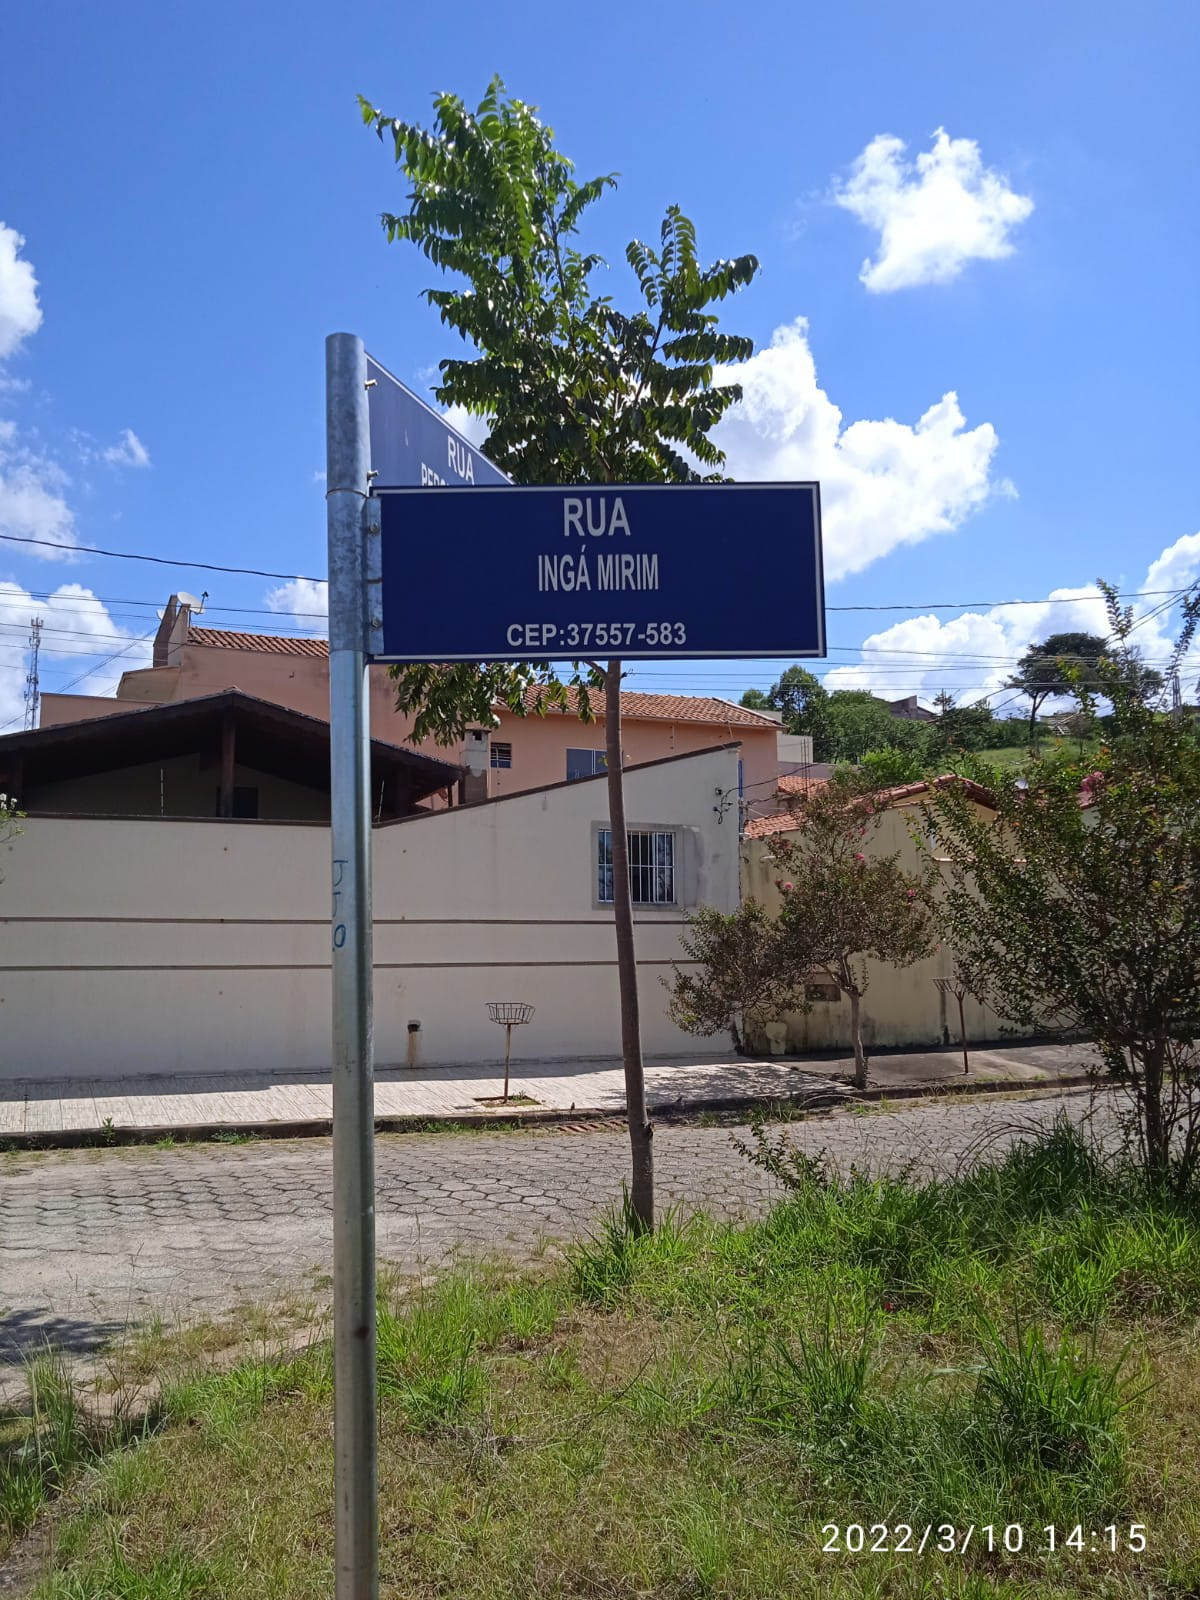 RUA
RUA
INGÁ MIRIM
CEP:37557-583
2022/3/10 14:15